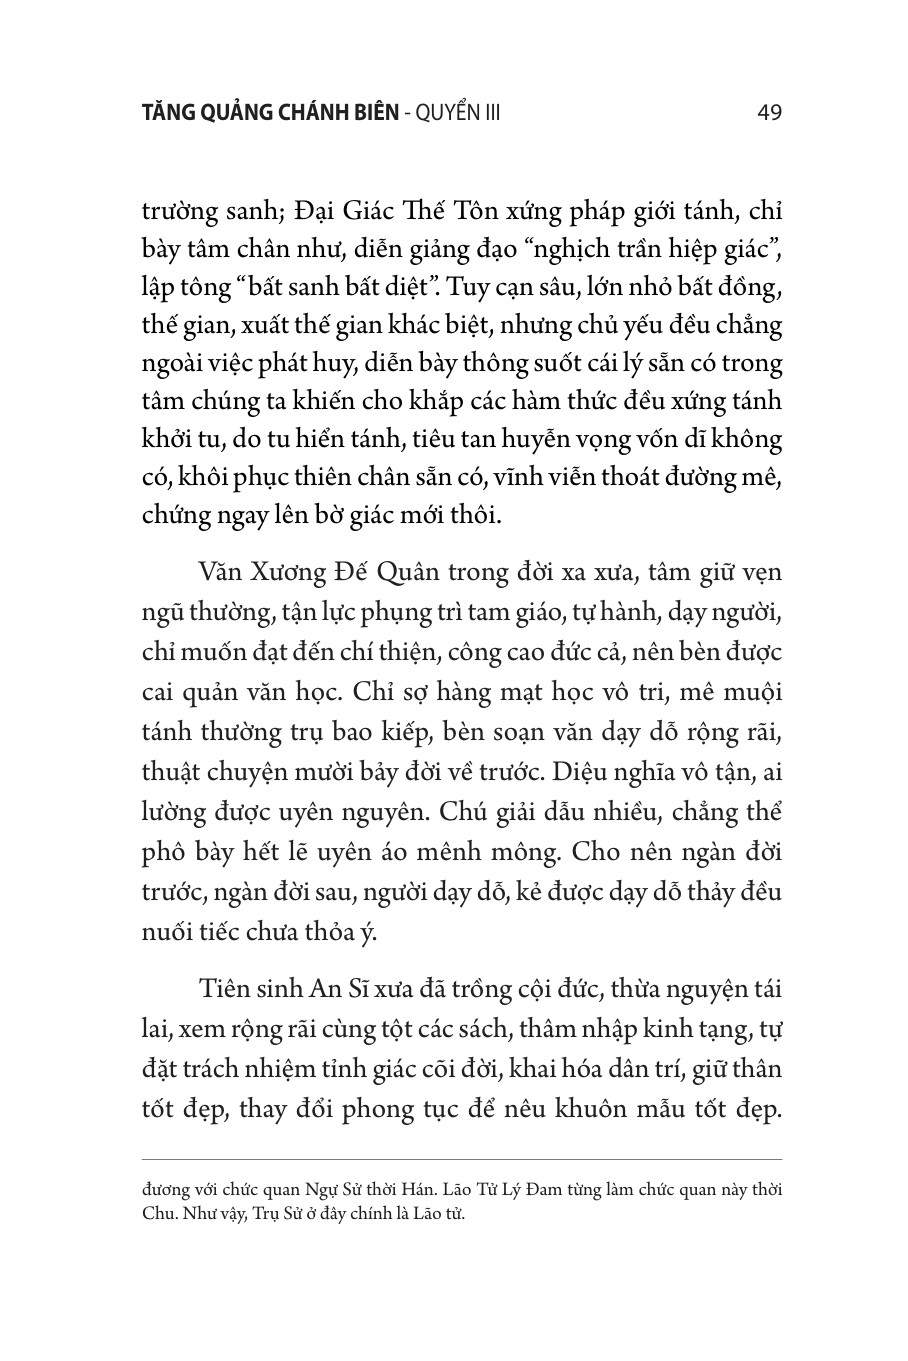 TĂNG QUẢNG CHÁNH BIÊN - QUYỂN III 49
trường sanh; Đại Giác Thế Tôn xứng pháp giới tánh, chỉ
bày tâm chân như, diễn giảng đạo “nghịch trần hiệp giác”,
lập tông “bất sanh bất diệt”. Tuy cạn sâu, lớn nhỏ bất đồng,
thế gian, xuất thế gian khác biệt, nhưng chủ yếu đều chẳng
ngoài việc phát huy, diễn bày thông suốt cái lý sẵn có trong
tâm chúng ta khiến cho khắp các hàm thức đều xứng tánh
khởi tu, do tu hiển tánh, tiêu tan huyễn vọng vốn dĩ không
có, khôi phục thiên chân sẵn có, vĩnh viễn thoát đường mê,
chứng ngay lên bờ giác mới thôi.
Văn Xương Đế Quân trong đời xa xưa, tâm giữ vẹn
ngũ thường, tận lực phụng trì tam giáo, tự hành, dạy người,
chỉ muốn đạt đến chí thiện, công cao đức cả, nên bèn được
cai quản văn học. Chỉ sợ hàng mạt học vô tri, mê muội
tánh thường trụ bao kiếp, bèn soạn văn dạy dỗ rộng rãi,
thuật chuyện mười bảy đời về trước. Diệu nghĩa vô tận, ai
lường được uyên nguyên. Chú giải dẫu nhiều, chẳng thể
phô bày hết lẽ uyên áo mênh mông. Cho nên ngàn đời
trước, ngàn đời sau, người dạy dỗ, kẻ được dạy dỗ thảy đều
nuối tiếc chưa thỏa ý.
Tiên sinh An Sĩ xưa đã trồng cội đức, thừa nguyện tái
lai, xem rộng rãi cùng tột các sách, thâm nhập kinh tạng, tự
đặt trách nhiệm tỉnh giác cõi đời, khai hóa dân trí, giữ thân
tốt đẹp, thay đổi phong tục để nêu khuôn mẫu tốt đẹp.
đương với chức quan Ngự Sử thời Hán. Lão Tử Lý Đam từng làm chức quan này thời
Chu. Như vậy, Trụ Sử ở đây chính là Lão tử.